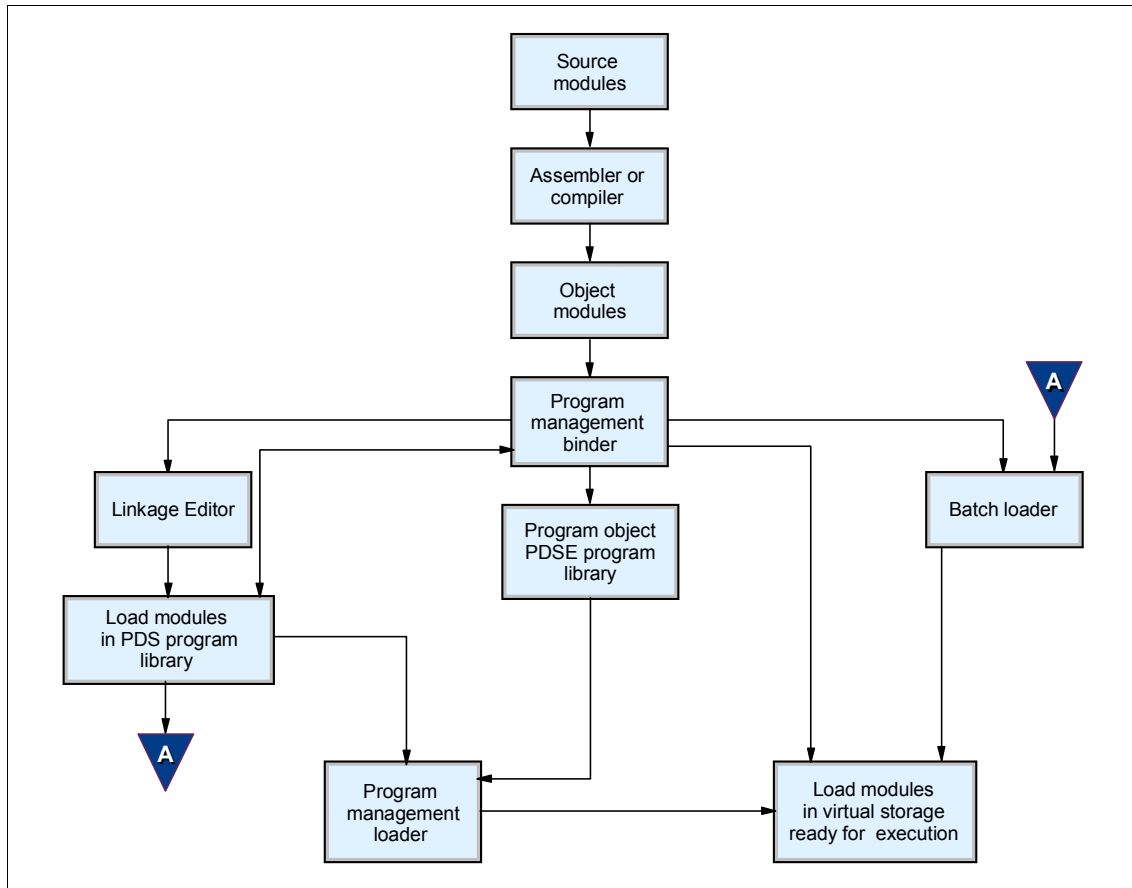 Source
modules
Assembler or
compiler
Object
modules
A
Program
management
binder
Linkage Editor
Program object
PDSE program
library
Batch loader
Load modules
in PDS program
library
A
Program
management
loader
Load modules
in virtual storage
ready for execution